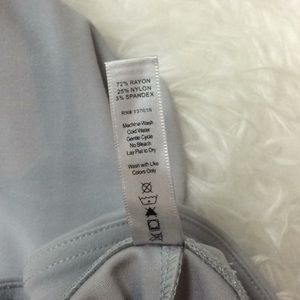 72% RAYON
25% NYLON
3% SPANDEX
RN# 137619
Machine Wash
Cold Water
Gentle Cycle
No Bleach
Lay Flat to Dry
Wash with Like
Colors Only